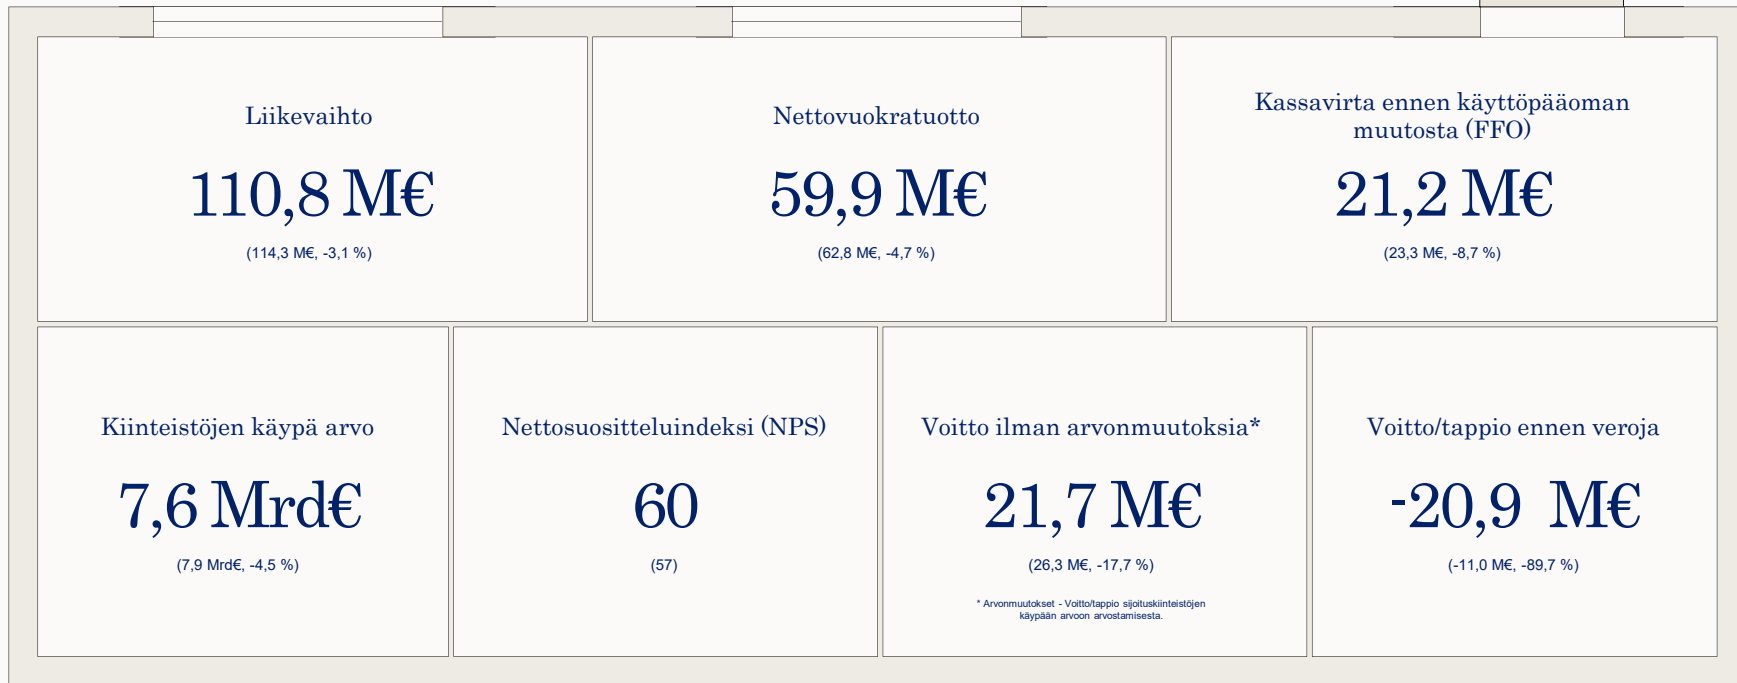 Liikevaihto
110,8 M€
(114,3 M€, -3,1 %)
Nettovuokratuotto
59,9 M€
(62,8 M€, -4,7 %)
Kassavirta ennen käyttöpääoman
muutosta (FFO)
21,2 M€
(23,3 M€, -8,7 %)
Kiinteistöjen käypä arvo
7,6 Mrd€
(7,9 Mrd€, -4,5 %)
Nettosuositteluindeksi (NPS)
60
(57)
Voitto ilman arvonmuutoksia*
21,7 M€
(26,3 M€, -17,7 %)
* Arvonmuutokset - Voitto/tappio sijoituskiinteistöjen
käypään arvoon arvostamisesta.
Voitto/tappio ennen veroja
-20,9 M€
(-11,0 M€, -89,7 %)